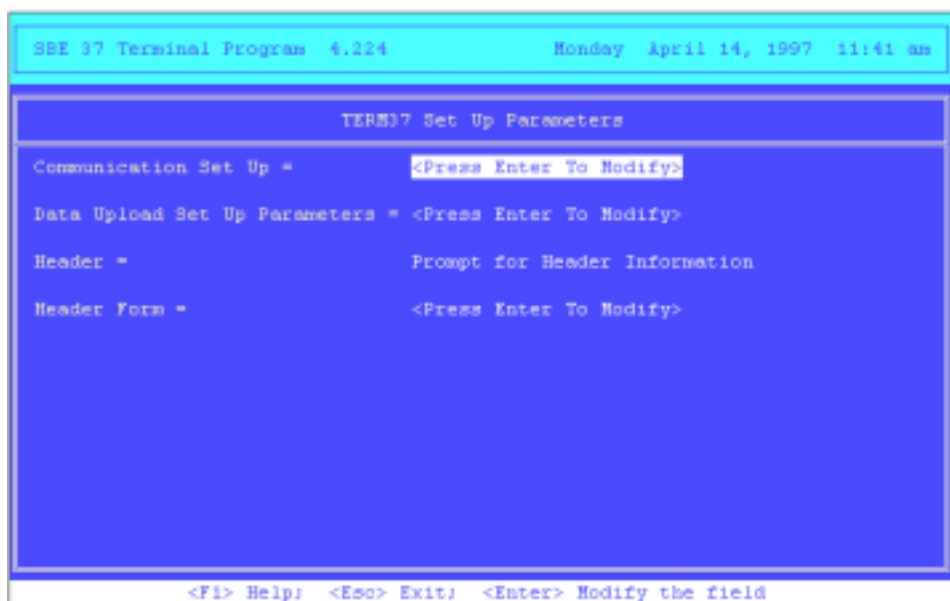 SBE 37 Terminal Program 4.224 Monday April 14, 1997 11:41 am
TERM37 Set Up Parameters
Communication Set Up = <Press Enter To Modify>
Data Upload Set Up Parameters = <Press Enter To Modify>
Header = Prompt for Header Information
Header Form = <Press Enter To Modify>
<F1> Help; <Esc> Exit; <Enter> Modify the field